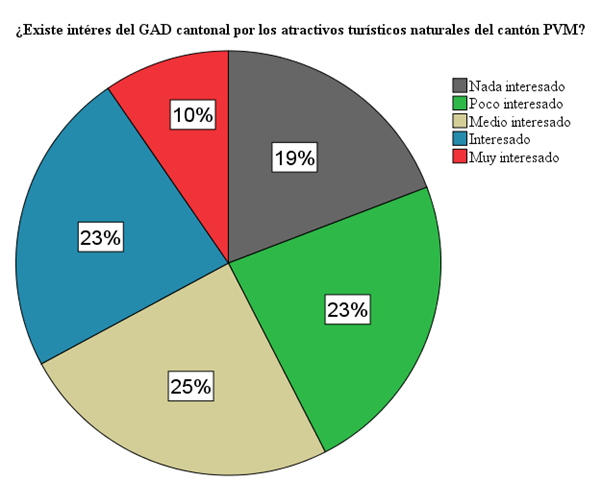 ¿Existe intéres del GAD cantonal por los atractivos turísticos naturales del cantón PVM?
Nada interesado
Poco interesado
Medio interesado
Interesado
Muy interesado
10%
19%
23%
23%
25%